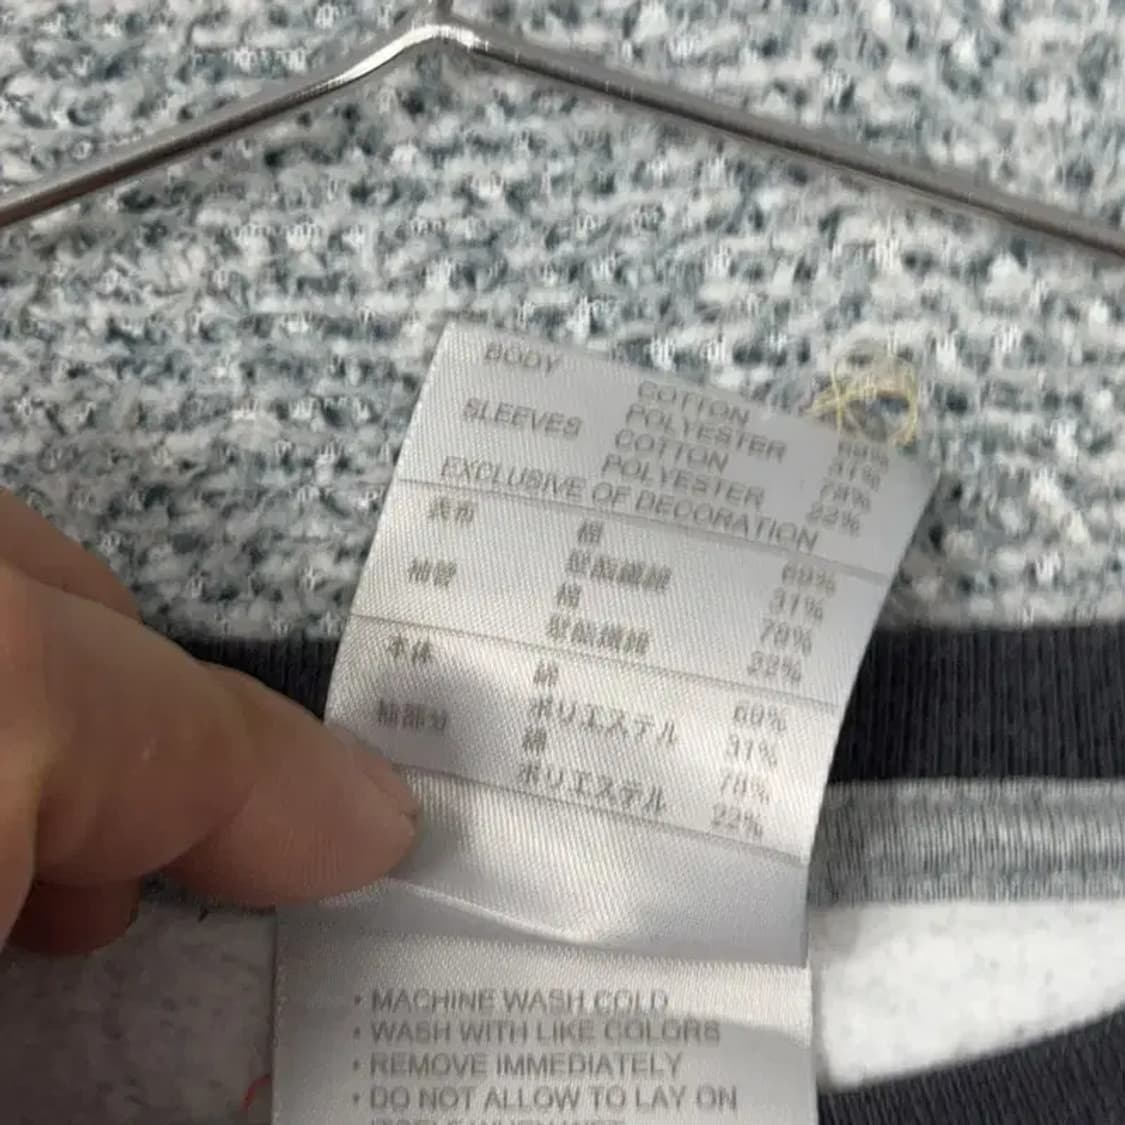 BODY COTTON 69%
POLYESTER 31%
SLEEVES COTTON 78%
POLYESTER 22%
EXCLUSIVE OF DECORATION
表布 棉 69%
聚酯纖維 31%
袖管 棉 78%
聚酯纖維 22%
本体 綿 69%
ポリエステル 31%
袖部分 綿 78%
ポリエステル 22%
• MACHINE WASH COLD
• WASH WITH LIKE COLORS
• REMOVE IMMEDIATELY
• DO NOT ALLOW TO LAY ON